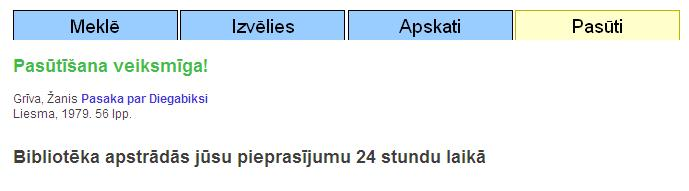 Meklē Izvēlies Apskati Pasūti
Pasūtīšana veiksmīga!
Grīva, Žanis Pasaka par Diegabiksi
Liesma, 1979. 56 lpp.
Bibliotēka apstrādās jūsu pieprasījumu 24 stundu laikā